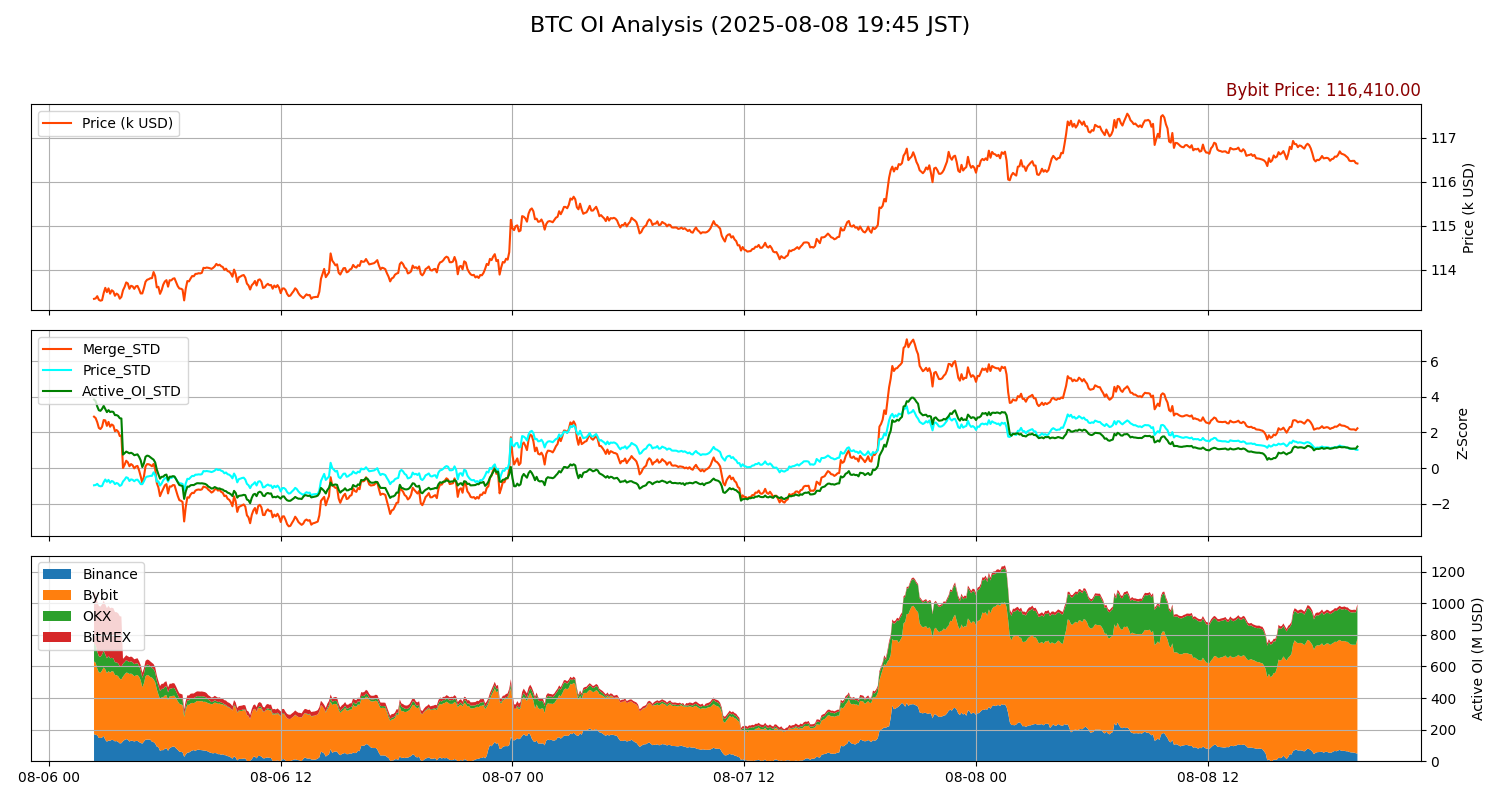 BTC OI Analysis (2025-08-08 19:45 JST)
Bybit Price: 116,410.00
Price (k USD)
117
116
115
114
Price (k USD)
Merge_STD
Price_STD
Active_OI_STD
6
4
2
0
−2
Z-Score
Binance
Bybit
OKX
BitMEX
1200
1000
800
600
400
200
0
Active OI (M USD)
08-06 00
08-06 12
08-07 00
08-07 12
08-08 00
08-08 12